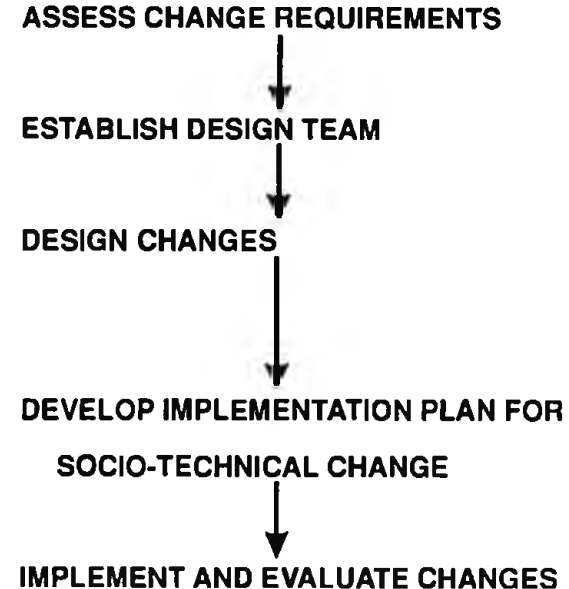 ASSESS CHANGE REQUIREMENTS
ESTABLISH DESIGN TEAM
DESIGN CHANGES
DEVELOP IMPLEMENTATION PLAN FOR
SOCIO-TECHNICAL CHANGE
IMPLEMENT AND EVALUATE CHANGES